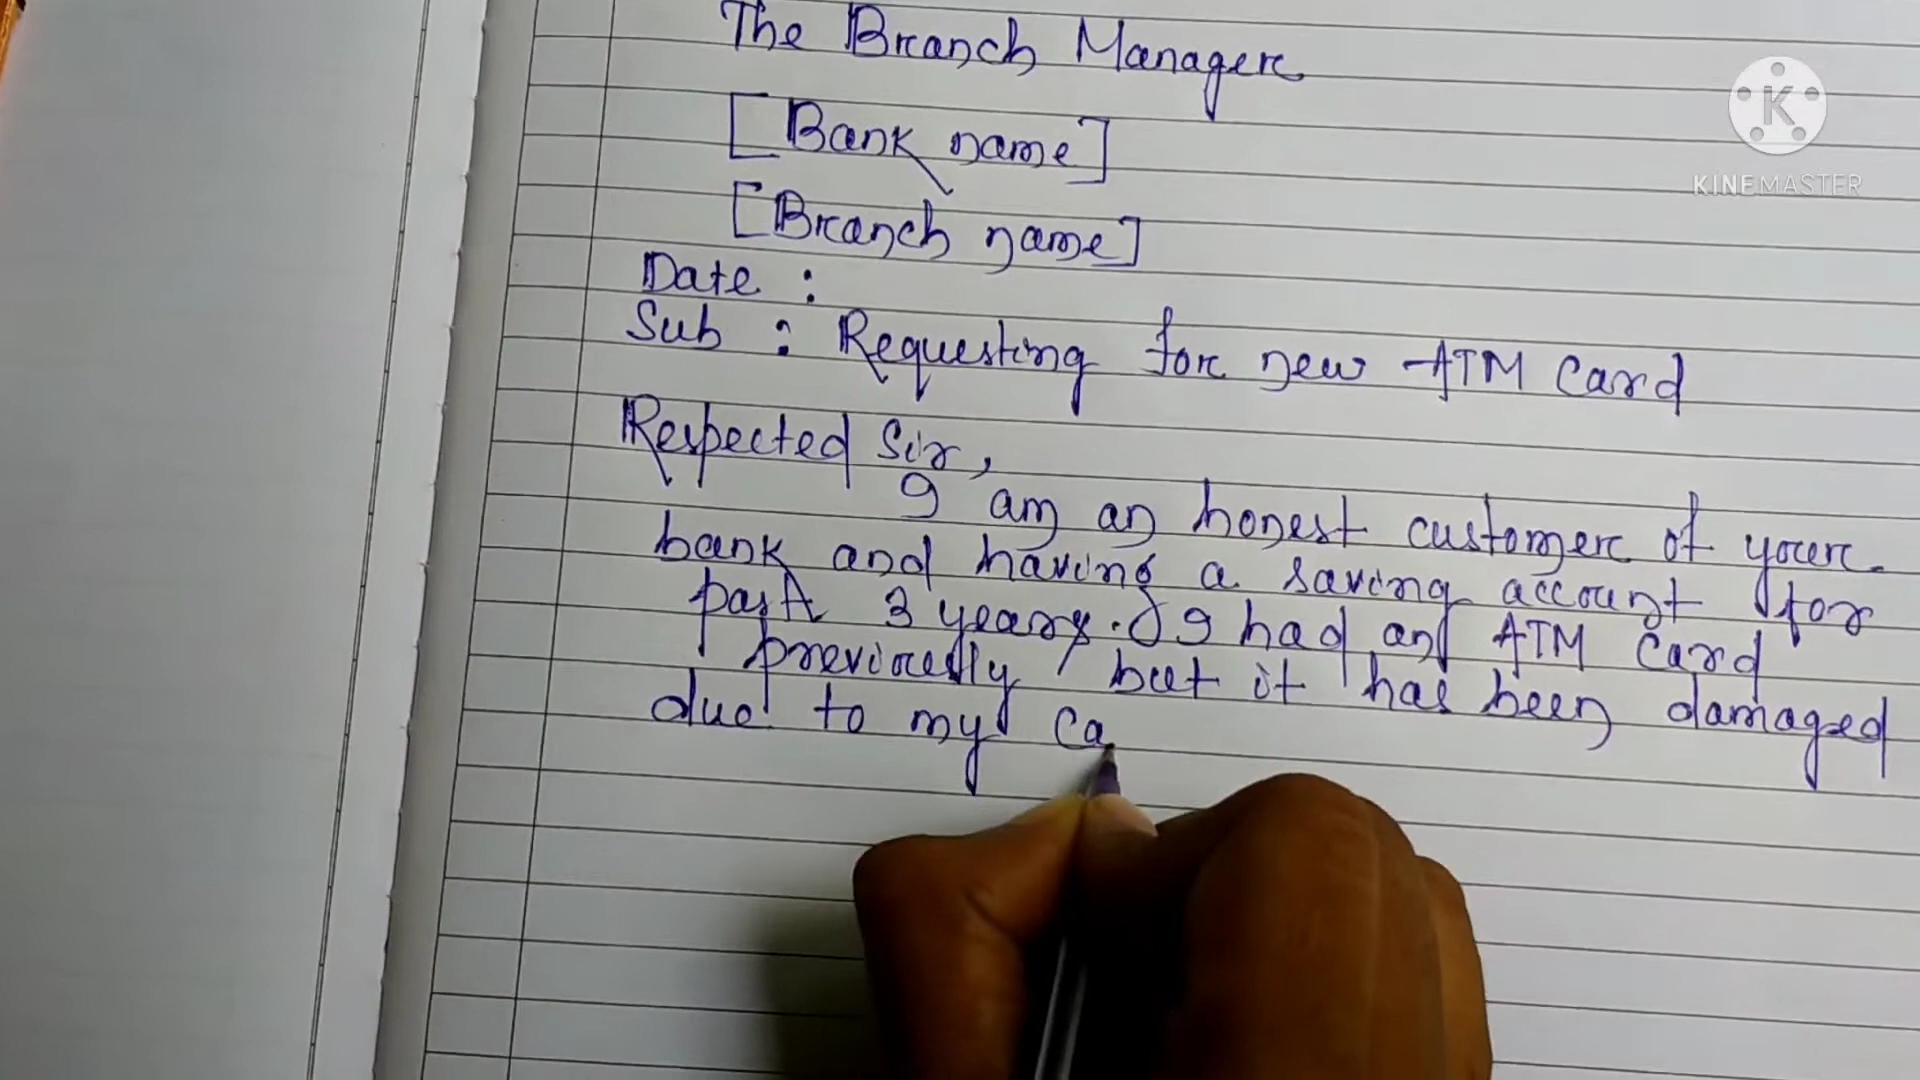 The Branch Manager
[Bank name]
[Branch name]
Date :
Sub : Requesting for new ATM Card
Respected Sir,
I am an honest customer of your
bank and having a saving account for
past 3 years. I had an ATM Card
previously, but it has been damaged
due to my ca
K
KINEMASTER